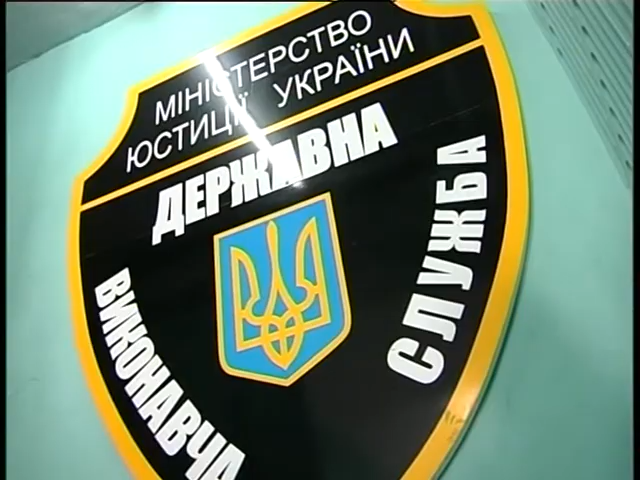 МІНІСТЕРСТВО
ЮСТИЦІЇ УКРАЇНИ
ДЕРЖАВНА
ВИКОНАВЧА
СЛУЖБА